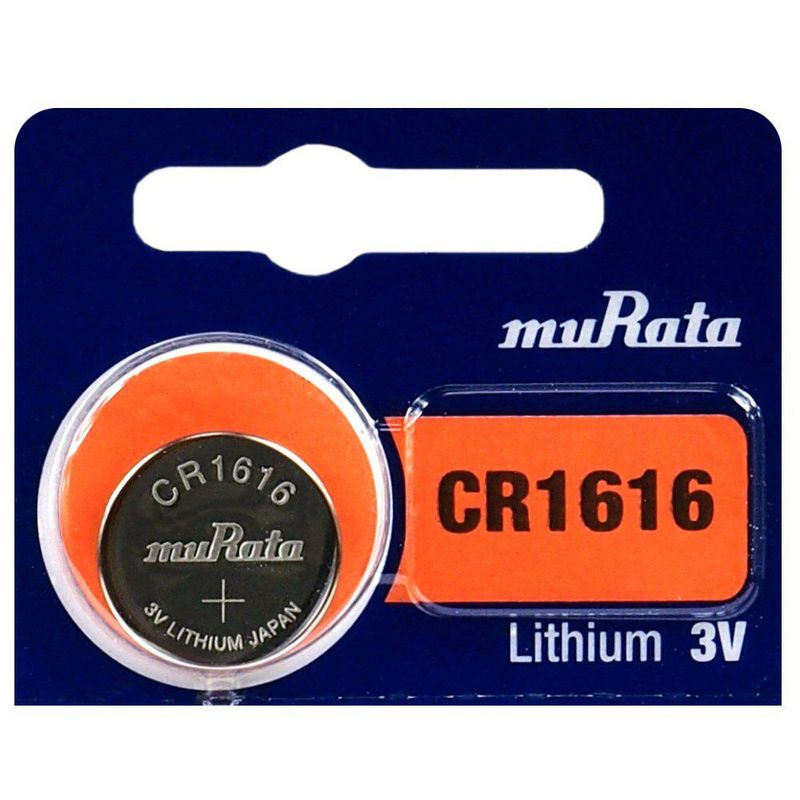 muRata
CR1616
Lithium 3V
CR1616
muRata
+
3V LITHIUM JAPAN